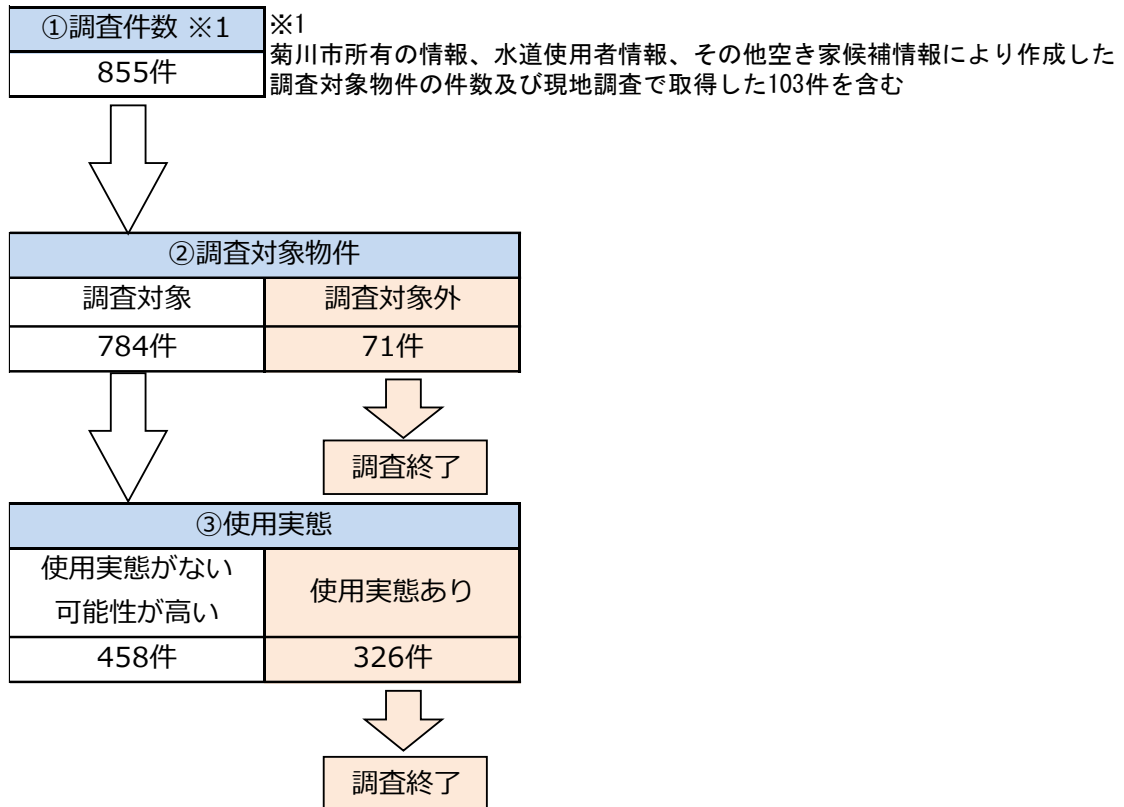 ①調査件数 ※1
855件
※1
菊川市所有の情報、水道使用者情報、その他空き家候補情報により作成した
調査対象物件の件数及び現地調査で取得した103件を含む
②調査対象物件
調査対象
調査対象外
784件
71件
調査終了
③使用実態
使用実態がない
可能性が高い
使用実態あり
458件
326件
調査終了